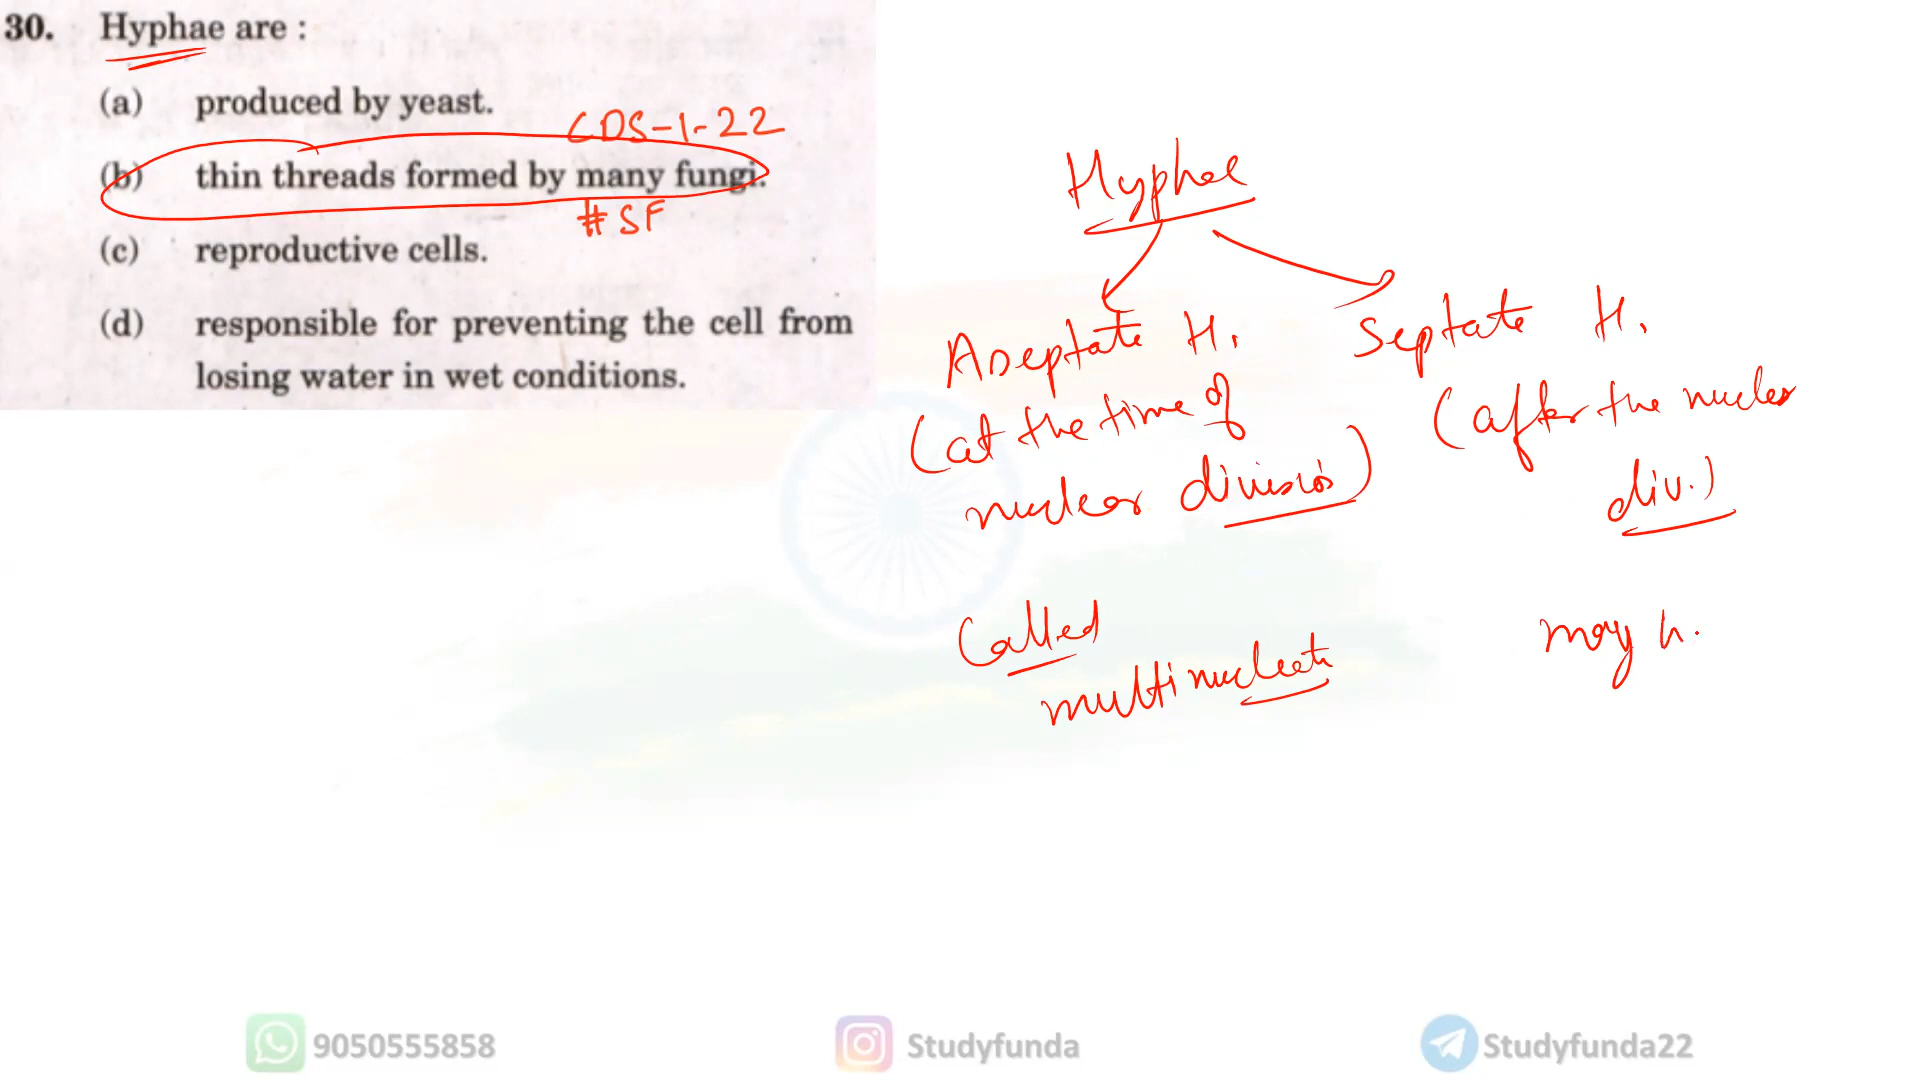 30. Hyphae are :
(a) produced by yeast.
CDS-1-22
(b) thin threads formed by many fungi.
#SF
(c) reproductive cells.
(d) responsible for preventing the cell from
losing water in wet conditions.
Hyphae
Aseptate H.
(at the time of
nuclear division)
Called
multinucleate
Septate H.
(after the nuclear
div.)
may h.
9050555858
Studyfunda
Studyfunda22